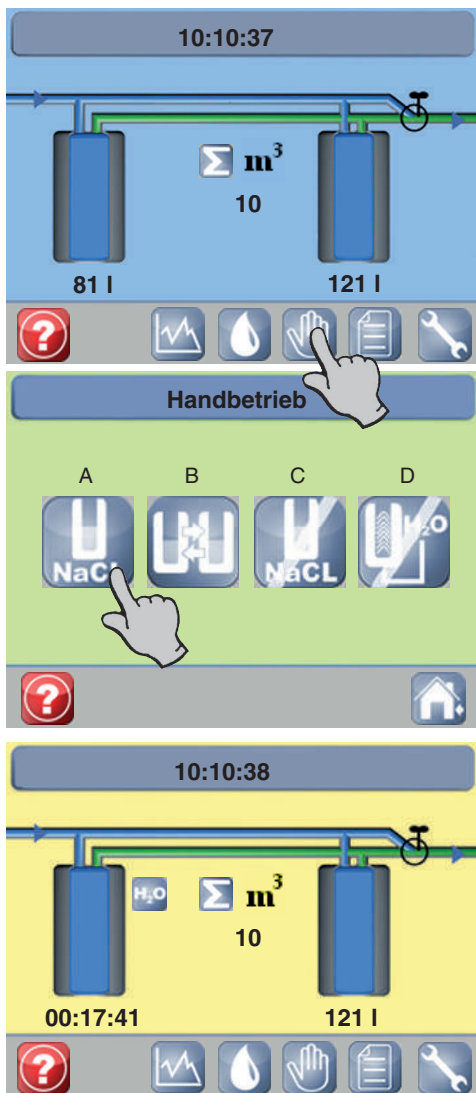 10:10:37
Σ m³
10
81 l
121 l
?
Handbetrieb
A B C D
NaCL NaCL H₂O
?
10:10:38
H₂O Σ m³
10
00:17:41
121 l
?